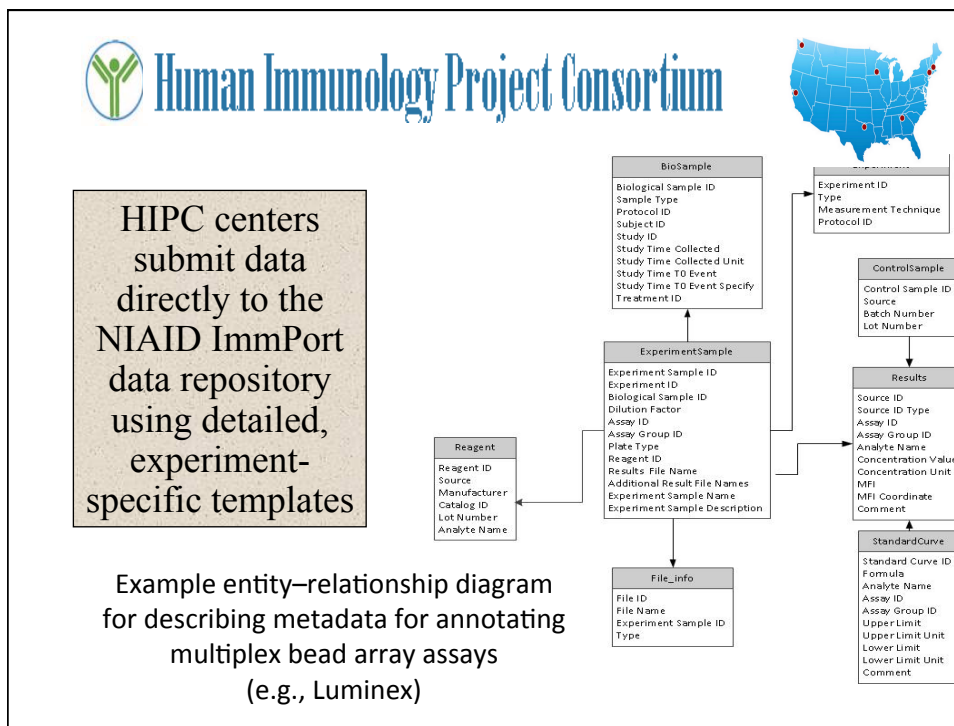 Human Immunology Project Consortium
HIPC centers
submit data
directly to the
NIAID ImmPort
data repository
using detailed,
experiment-
specific templates
BioSample
Biological Sample ID
Sample Type
Protocol ID
Subject ID
Study ID
Study Time Collected
Study Time Collected Unit
Study Time T0 Event
Study Time T0 Event Specify
Treatment ID
Experiment ID
Type
Measurement Technique
Protocol ID
ControlSample
Control Sample ID
Source
Batch Number
Lot Number
ExperimentSample
Experiment Sample ID
Experiment ID
Biological Sample ID
Dilution Factor
Assay ID
Assay Group ID
Plate Type
Reagent ID
Results File Name
Additional Result File Names
Experiment Sample Name
Experiment Sample Description
Results
Source ID
Source ID Type
Assay ID
Assay Group ID
Analyte Name
Concentration Value
Concentration Unit
MFI
MFI Coordinate
Comment
Reagent
Reagent ID
Source
Manufacturer
Catalog ID
Lot Number
Analyte Name
StandardCurve
Standard Curve ID
Formula
Analyte Name
Assay ID
Assay Group ID
Upper Limit
Upper Limit Unit
Lower Limit
Lower Limit Unit
Comment
File_info
File ID
File Name
Experiment Sample ID
Type
Example entity–relationship diagram
for describing metadata for annotating
multiplex bead array assays
(e.g., Luminex)